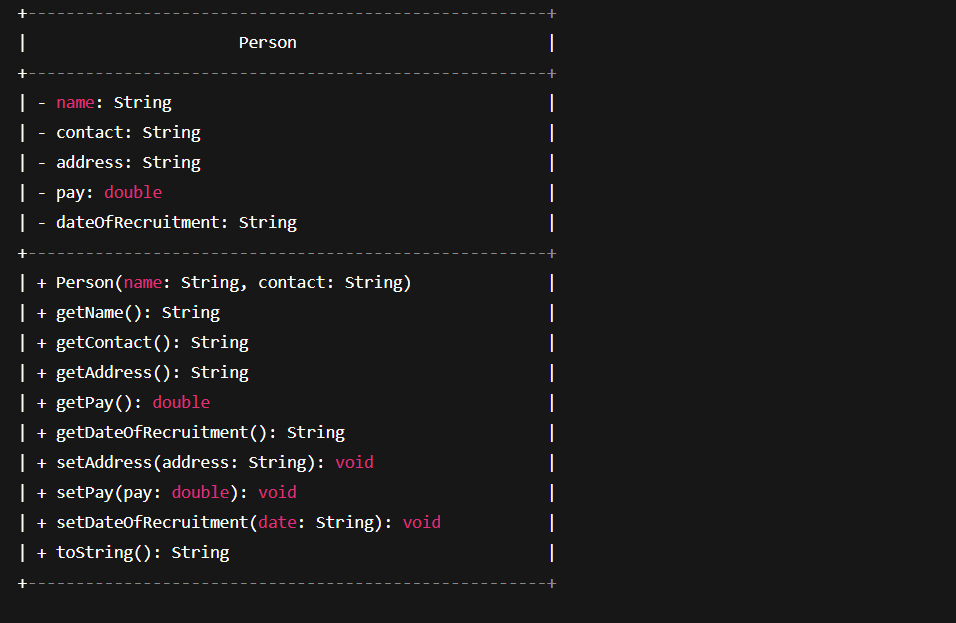 +------------------------------------------------------+
|                      Person                          |
+------------------------------------------------------+
| - name: String                                       |
| - contact: String                                    |
| - address: String                                    |
| - pay: double                                        |
| - dateOfRecruitment: String                          |
+------------------------------------------------------+
| + Person(name: String, contact: String)              |
| + getName(): String                                  |
| + getContact(): String                               |
| + getAddress(): String                               |
| + getPay(): double                                   |
| + getDateOfRecruitment(): String                     |
| + setAddress(address: String): void                  |
| + setPay(pay: double): void                          |
| + setDateOfRecruitment(date: String): void           |
| + toString(): String                                 |
+------------------------------------------------------+